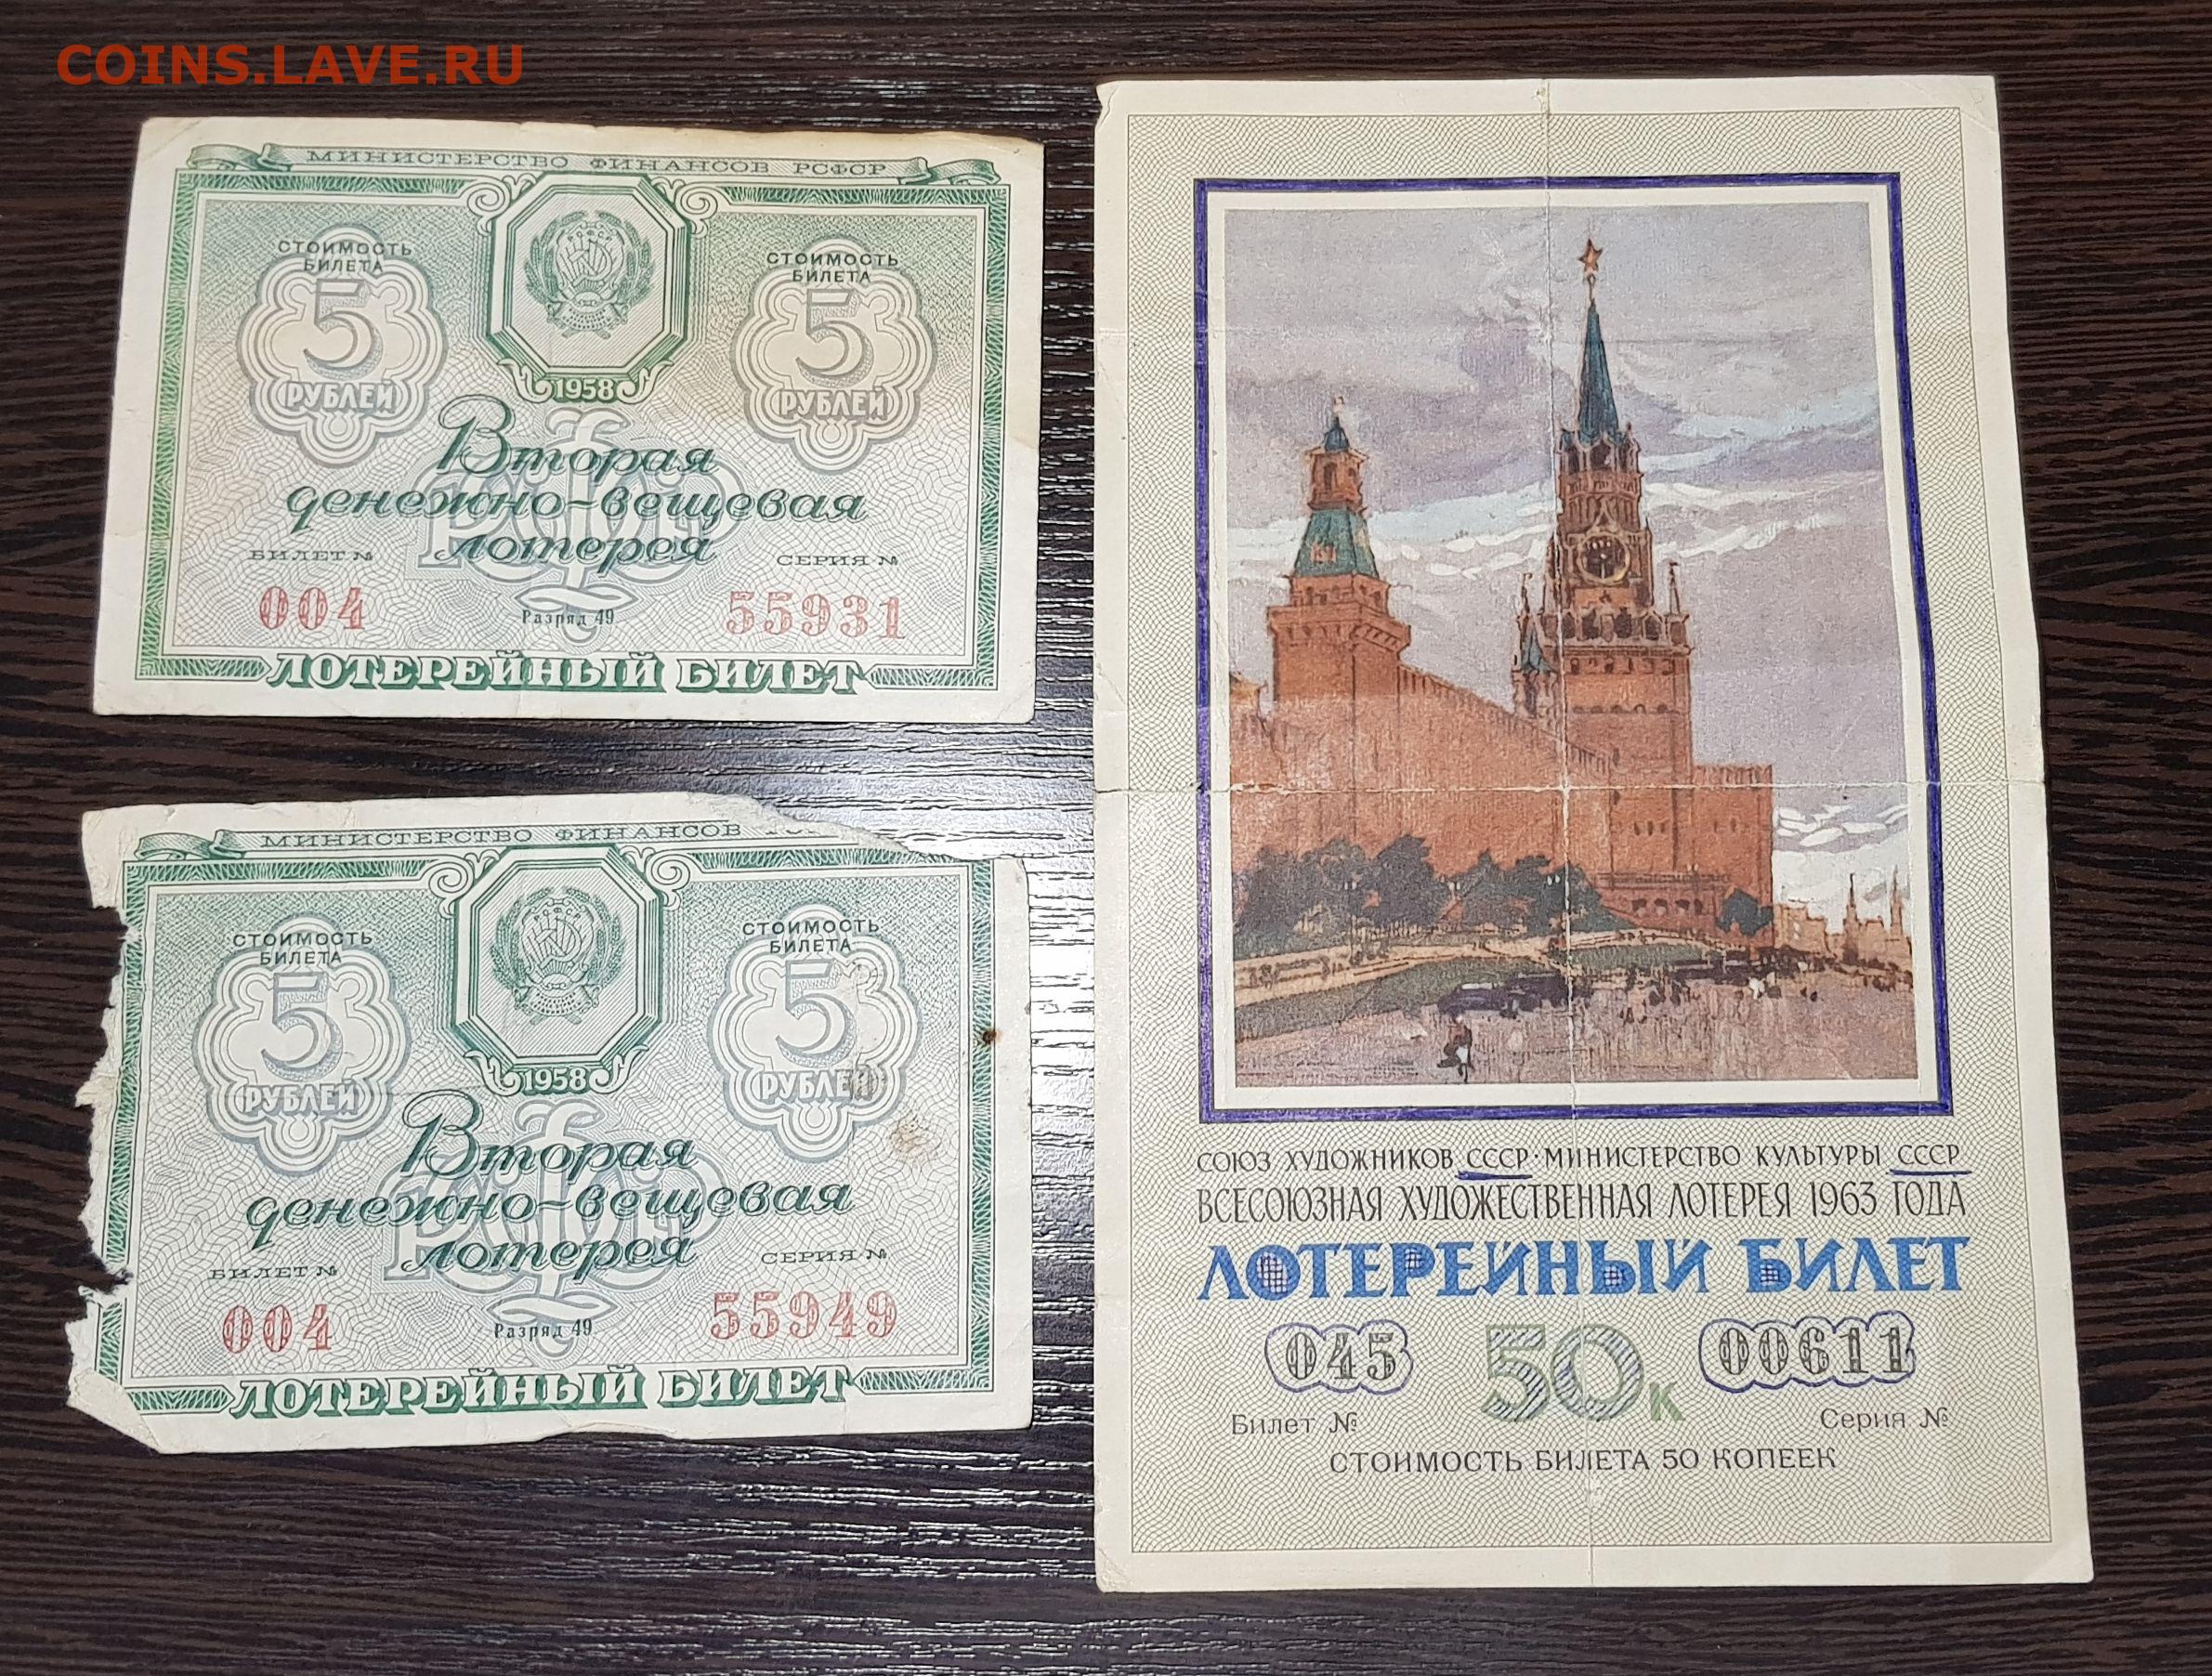 COINS.LAVE.RU
МИНИСТЕРСТВО ФИНАНСОВ РСФСР
СТОИМОСТЬ
БИЛЕТА
5
РУБЛЕЙ
СТОИМОСТЬ
БИЛЕТА
5
РУБЛЕЙ
1958
Вторая
денежно-вещевая
лотерея
БИЛЕТ №
СЕРИЯ №
004
Разряд 49
55931
ЛОТЕРЕЙНЫЙ БИЛЕТ
МИНИСТЕРСТВО ФИНАНСОВ
СТОИМОСТЬ
БИЛЕТА
5
РУБЛЕЙ
СТОИМОСТЬ
БИЛЕТА
5
РУБЛЕЙ
1958
Вторая
денежно-вещевая
лотерея
БИЛЕТ №
СЕРИЯ №
004
Разряд 49
55949
ЛОТЕРЕЙНЫЙ БИЛЕТ
СОЮЗ ХУДОЖНИКОВ СССР·МИНИСТЕРСТВО КУЛЬТУРЫ СССР
ВСЕСОЮЗНАЯ ХУДОЖЕСТВЕННАЯ ЛОТЕРЕЯ 1963 ГОДА
ЛОТЕРЕЙНЫЙ БИЛЕТ
045 50К 00611
Билет № Серия №
СТОИМОСТЬ БИЛЕТА 50 КОПЕЕК